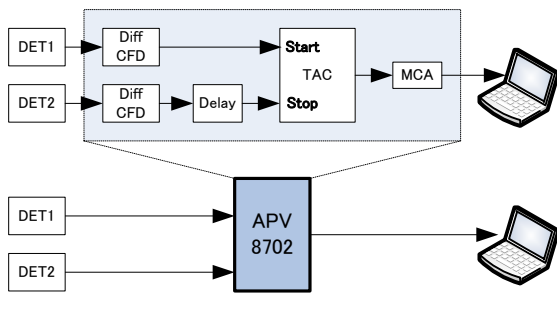 DET1
Diff
CFD
Start
TAC
MCA
DET2
Diff
CFD
Delay
Stop
DET1
APV
8702
DET2